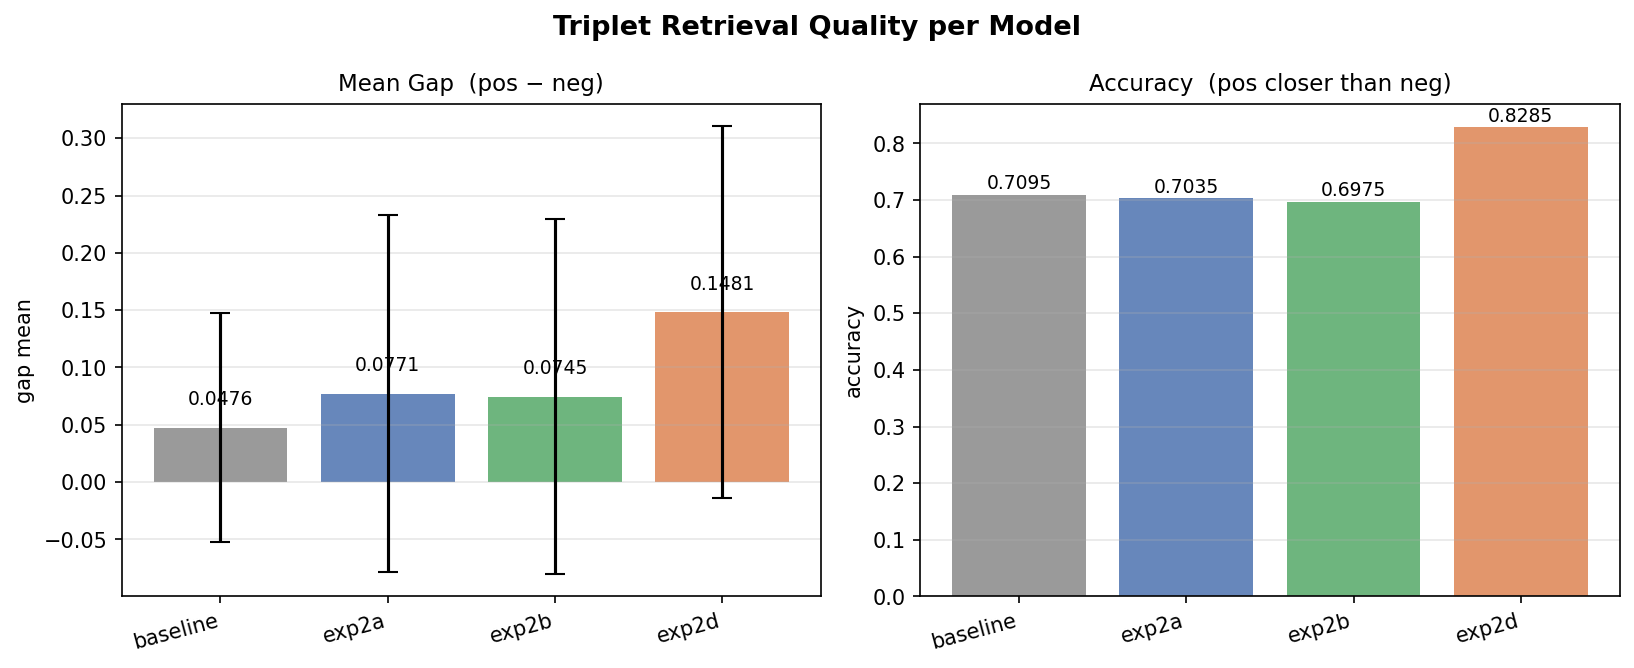 Triplet Retrieval Quality per Model
Mean Gap  (pos − neg)
gap mean
0.30
0.25
0.20
0.15
0.10
0.05
0.00
−0.05
0.0476
0.0771
0.0745
0.1481
baseline
exp2a
exp2b
exp2d
Accuracy  (pos closer than neg)
accuracy
0.8
0.7
0.6
0.5
0.4
0.3
0.2
0.1
0.0
0.7095
0.7035
0.6975
0.8285
baseline
exp2a
exp2b
exp2d